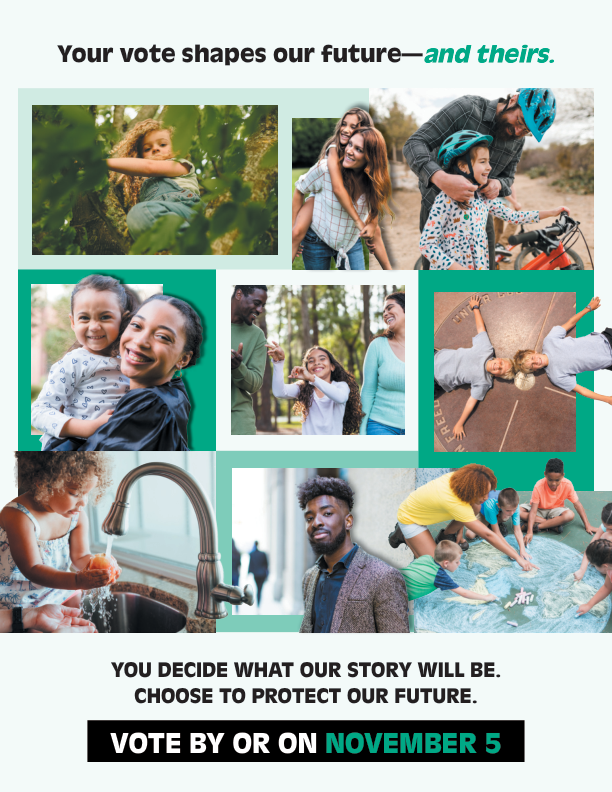 Your vote shapes our future—and theirs.
YOU DECIDE WHAT OUR STORY WILL BE.
CHOOSE TO PROTECT OUR FUTURE.
VOTE BY OR ON NOVEMBER 5